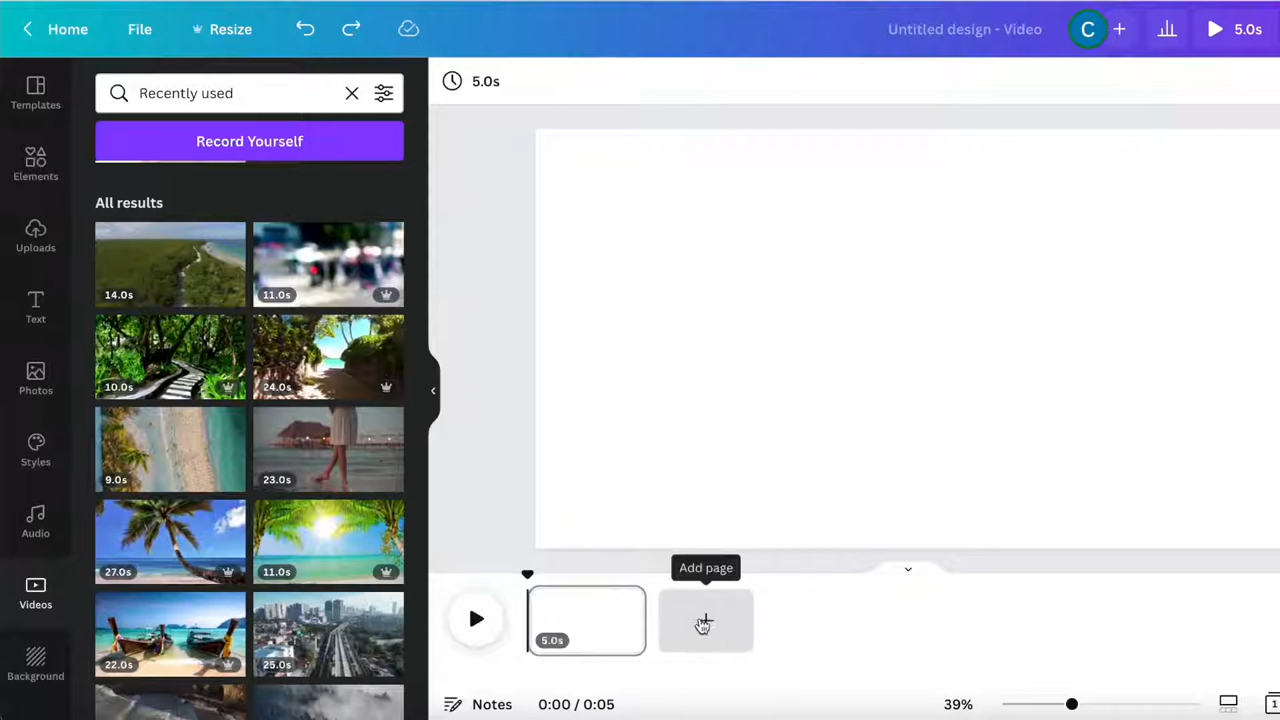 Home
File
Resize
Untitled design - Video
C
5.0s
Templates
Recently used
5.0s
Record Yourself
Elements
All results
Uploads
14.0s
11.0s
Text
Photos
10.0s
24.0s
Styles
9.0s
23.0s
Audio
27.0s
11.0s
Add page
Videos
22.0s
25.0s
5.0s
Background
Notes
0:00 / 0:05
39%
1